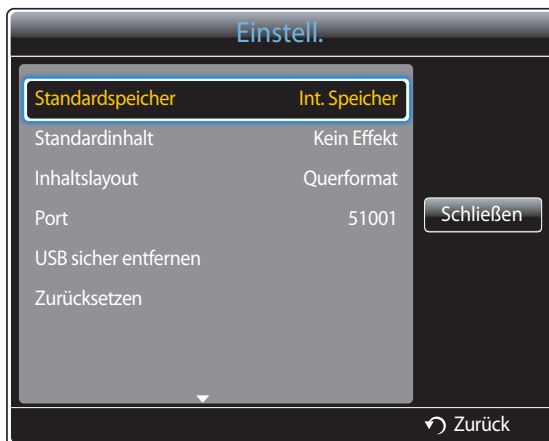 Einstell.
Standardspeicher Int. Speicher
Standardinhalt Kein Effekt
Inhaltslayout Querformat
Port 51001
Schließen
USB sicher entfernen
Zurücksetzen
Zurück